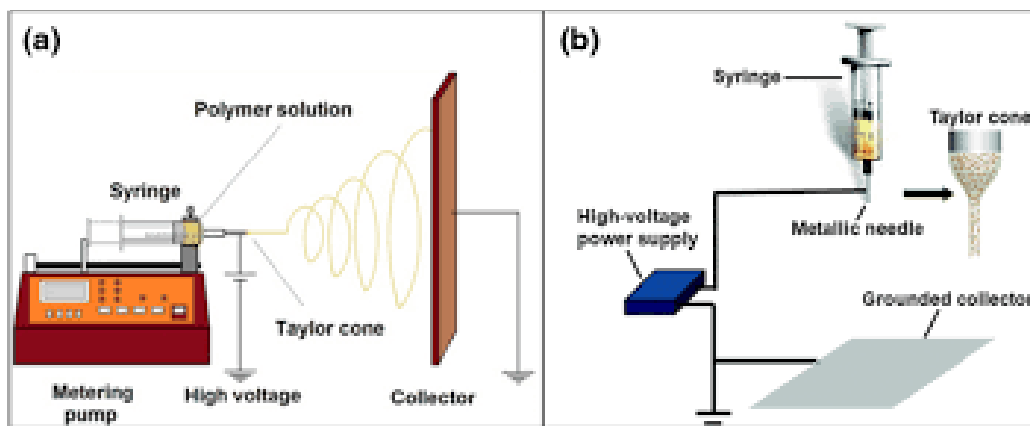 (a)
Polymer solution
Syringe
Taylor cone
Metering
pump
High voltage
Collector
(b)
Syringe
Taylor cone
Metallic needle
High-voltage
power supply
Grounded collector